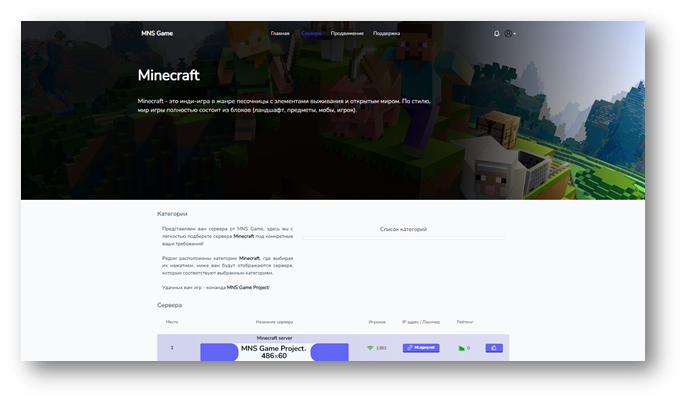 MNS Game Главная Сервера Продвижение Поддержка
Minecraft
Minecraft - это инди-игра в жанре песочницы с элементами выживания и открытым миром. По стилю,
мир игры полностью состоит из блоков (ландшафт, предметы, мобы, игрок).
Категории
Представляем вам сервера от MNS Game, здесь вы с
лёгкостью подберете сервера Minecraft под конкретные
ваши требования!
Рядом расположены категории Minecraft, где выбирая
их нажатием, ниже вам будут отображаются сервера,
которые соответствуют выбранным категориям.
Удачных вам игр - команда MNS Game Project!
Список категорий
Сервера
Место Название сервера Игроков IP адрес / Лаунчер Рейтинг
Minecraft server
1 MNS Game Project. 1383 0
486x60